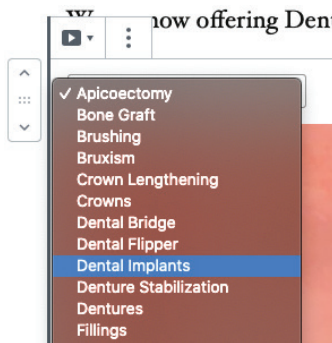 now offering Den
✓ Apicoectomy
Bone Graft
Brushing
Bruxism
Crown Lengthening
Crowns
Dental Bridge
Dental Flipper
Dental Implants
Denture Stabilization
Dentures
Fillings